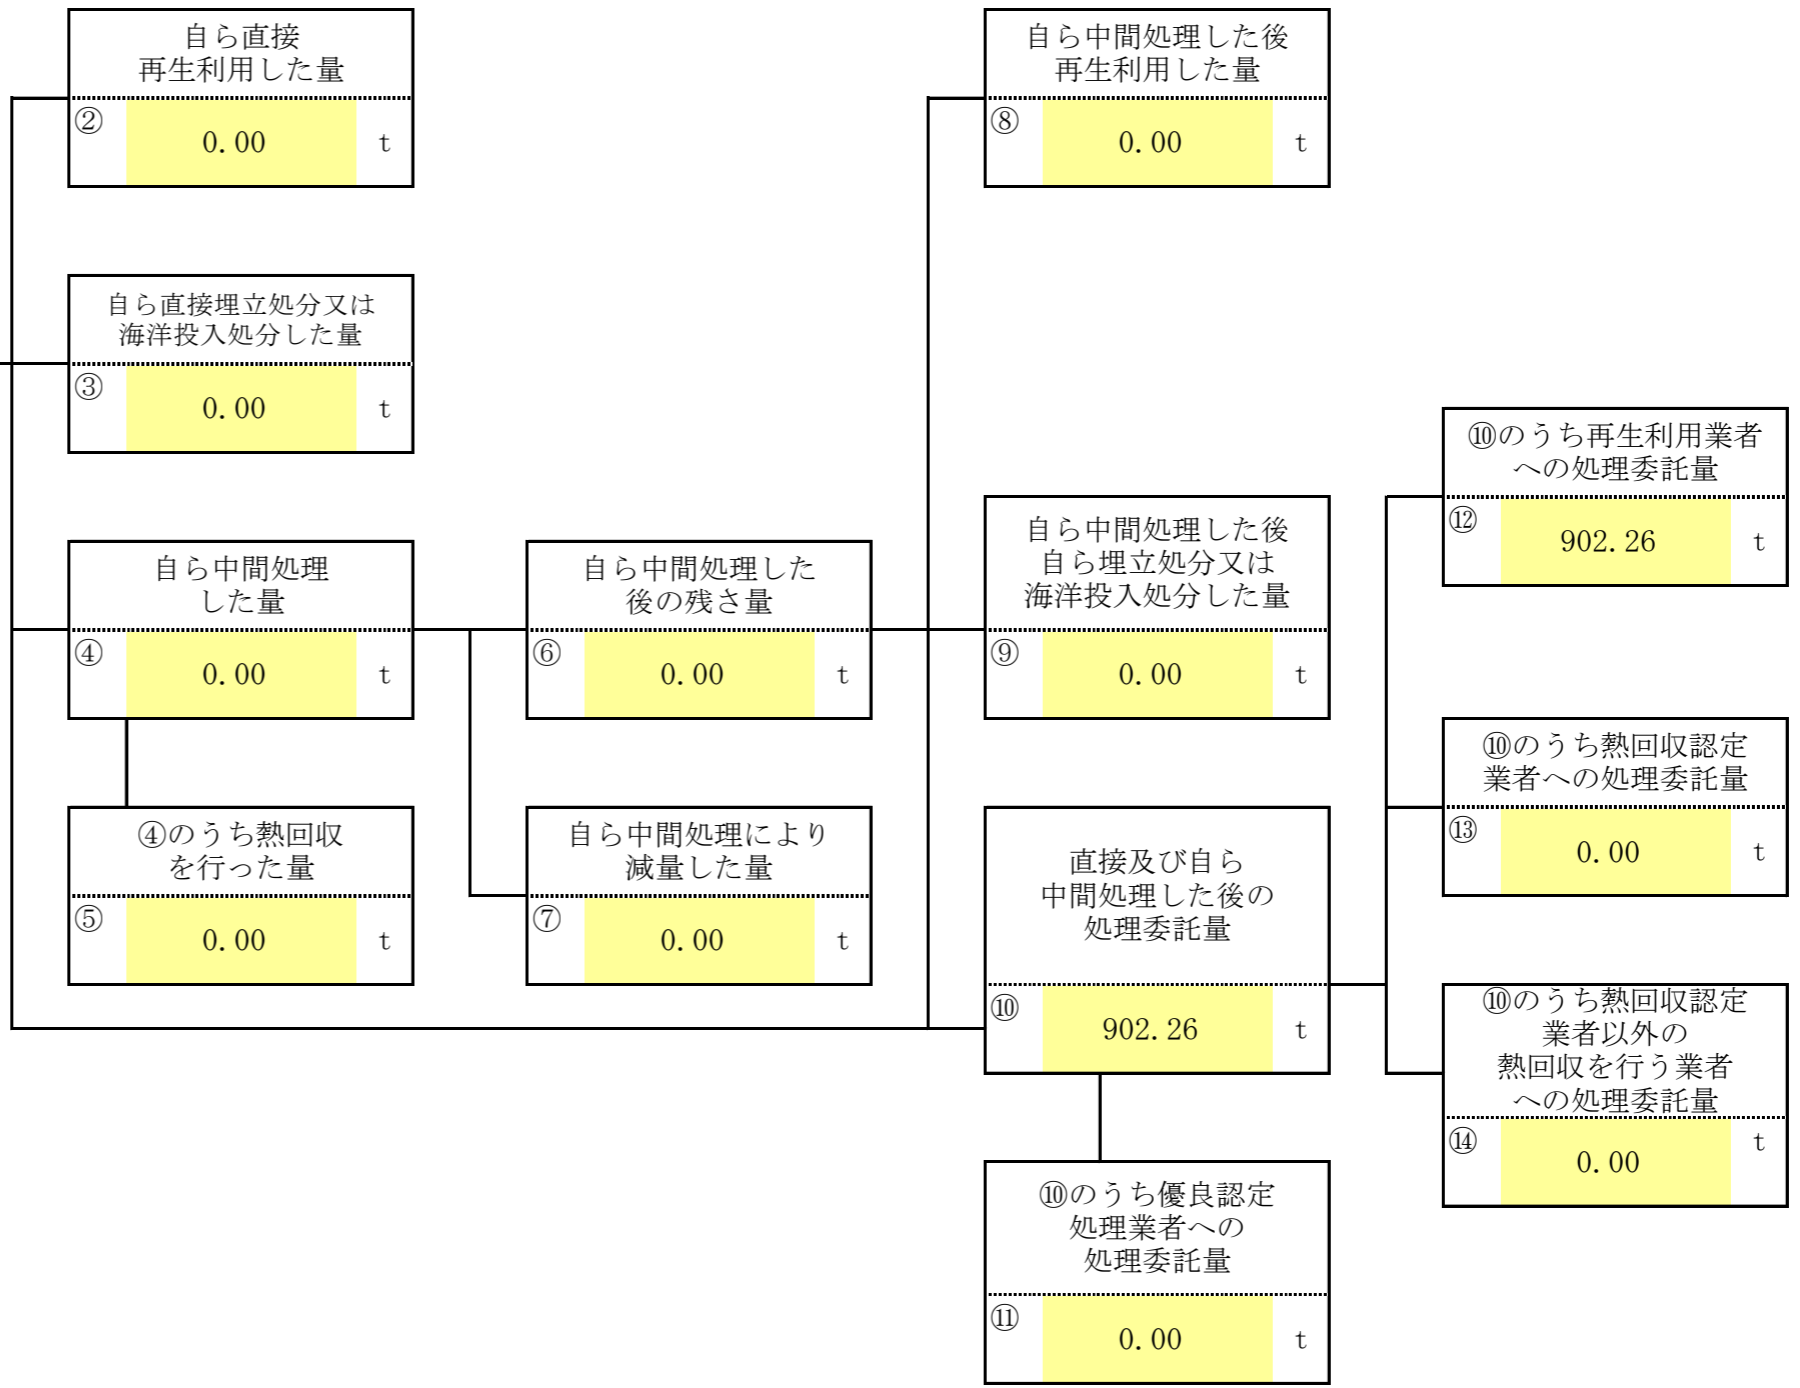 自ら直接
再生利用した量
② 0.00 t
自ら直接埋立処分又は
海洋投入処分した量
③ 0.00 t
自ら中間処理
した量
④ 0.00 t
④のうち熱回収
を行った量
⑤ 0.00 t
自ら中間処理した
後の残さ量
⑥ 0.00 t
自ら中間処理により
減量した量
⑦ 0.00 t
自ら中間処理した後
再生利用した量
⑧ 0.00 t
自ら中間処理した後
自ら埋立処分又は
海洋投入処分した量
⑨ 0.00 t
直接及び自ら
中間処理した後の
処理委託量
⑩ 902.26 t
⑩のうち優良認定
処理業者への
処理委託量
⑪ 0.00 t
⑩のうち再生利用業者
への処理委託量
⑫ 902.26 t
⑩のうち熱回収認定
業者への処理委託量
⑬ 0.00 t
⑩のうち熱回収認定
業者以外の
熱回収を行う業者
への処理委託量
⑭ 0.00 t